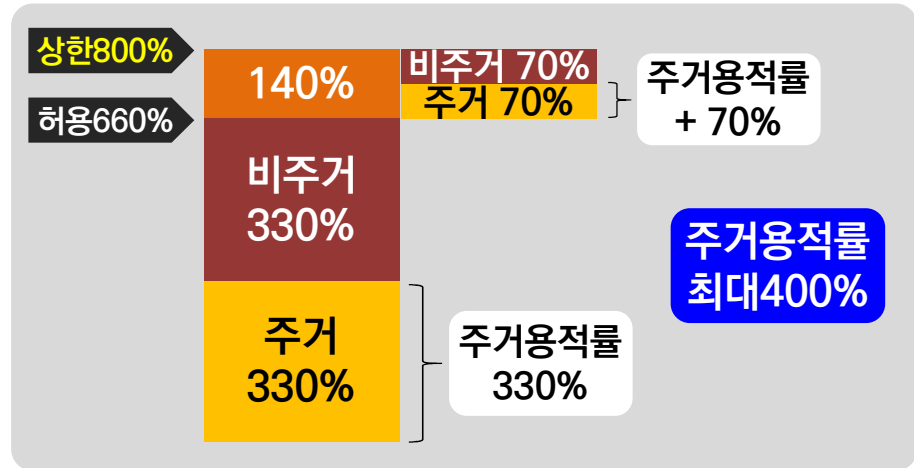 상한800%
허용660%
140%
비주거 70%
주거 70%
주거용적률
+ 70%
비주거
330%
주거용적률
최대400%
주거
330%
주거용적률
330%